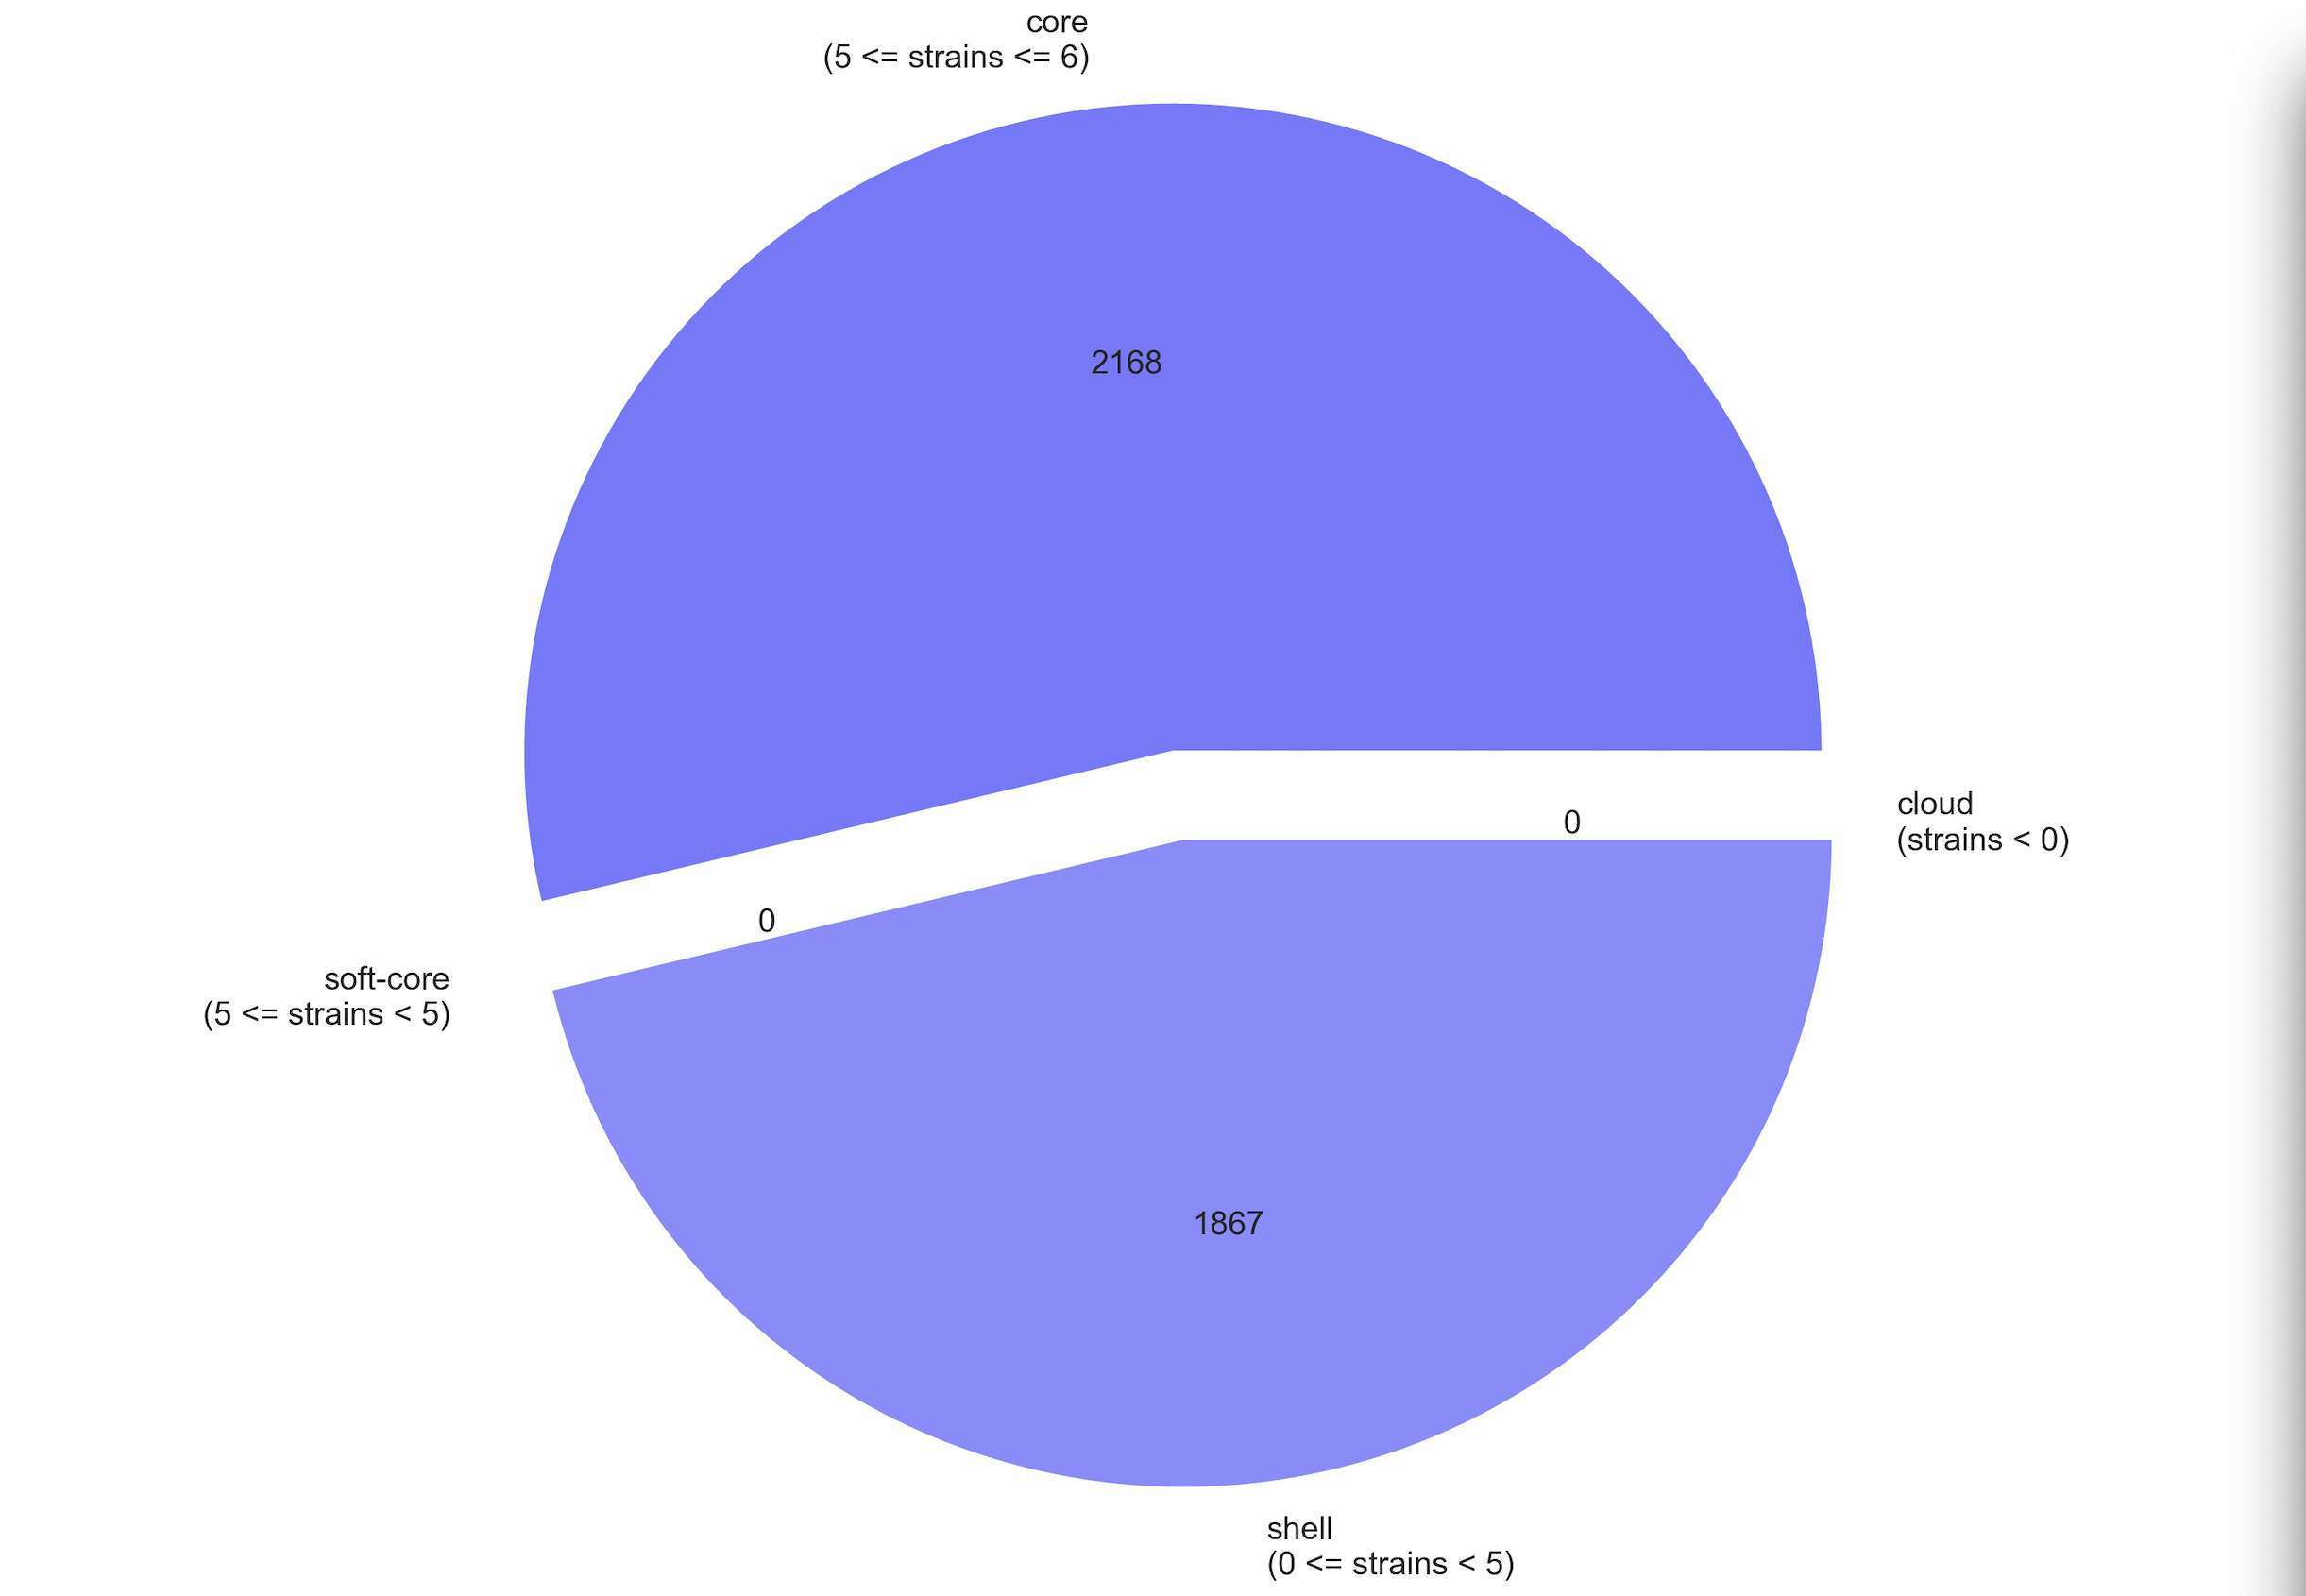 core
(5 <= strains <= 6)
2168
cloud
(strains < 0)
0
0
soft-core
(5 <= strains < 5)
1867
shell
(0 <= strains < 5)